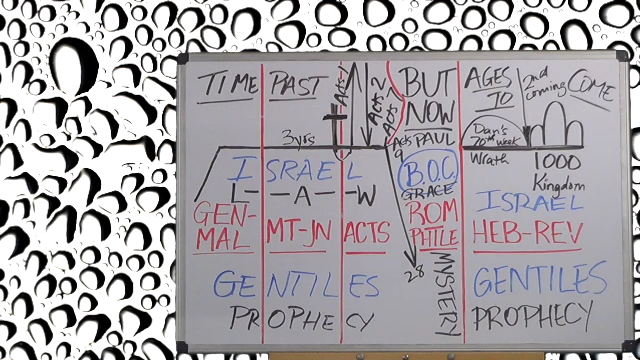 TIME PAST
Acts 1
Acts 2
Acts 7
BUT
NOW
AGES
TO
COME
2nd
coming
3yrs
Acts
9
PAUL
Dan's
70th week
Wrath
1000
Kingdom
ISRAEL
L-A-W
B.O.C.
GRACE
ISRAEL
GEN-
MAL
MT-JN
ACTS
ROM
PHILE
HEB-REV
28
MYSTERY
GENTILES
GENTILES
PROPHECY
PROPHECY